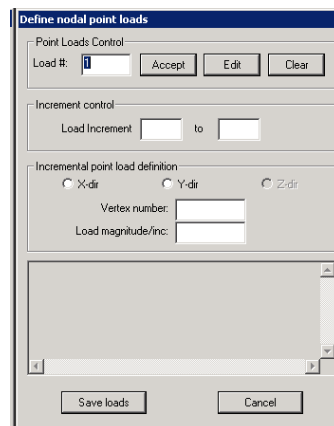 Define nodal point loads
Point Loads Control
Load #: 1 Accept Edit Clear
Increment control
Load Increment to
Incremental point load definition
X-dir Y-dir Z-dir
Vertex number:
Load magnitude/inc:
Save loads Cancel